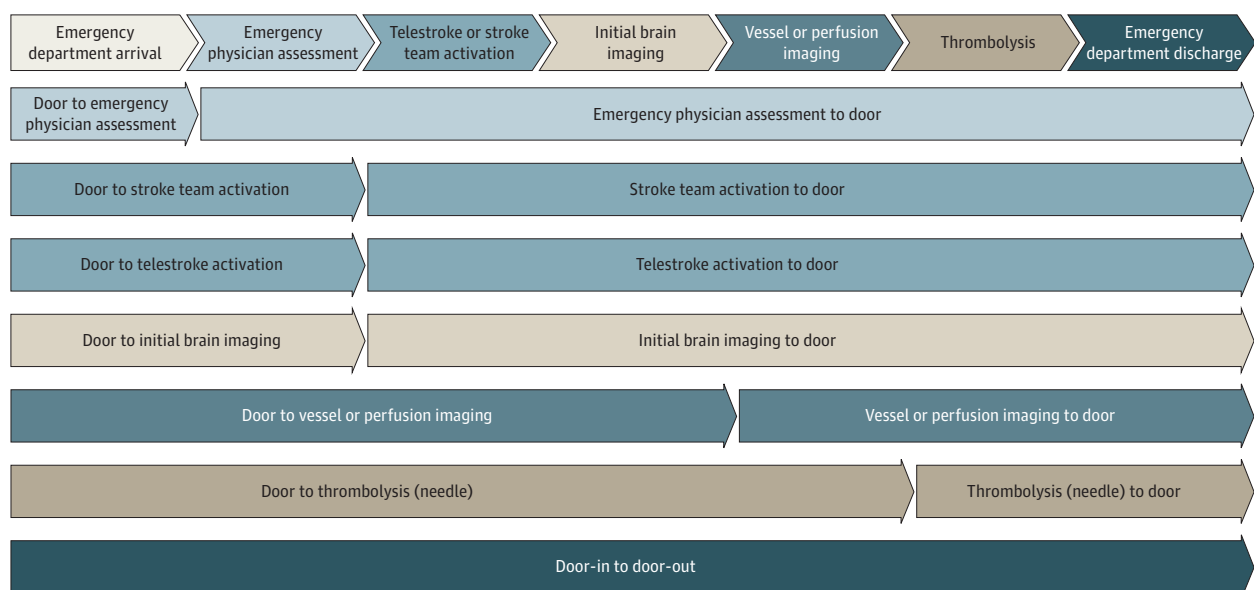 Emergency
department arrival
Emergency
physician assessment
Telestroke or stroke
team activation
Initial brain
imaging
Vessel or perfusion
imaging
Thrombolysis
Emergency
department discharge
Door to emergency
physician assessment
Emergency physician assessment to door
Door to stroke team activation
Stroke team activation to door
Door to telestroke activation
Telestroke activation to door
Door to initial brain imaging
Initial brain imaging to door
Door to vessel or perfusion imaging
Vessel or perfusion imaging to door
Door to thrombolysis (needle)
Thrombolysis (needle) to door
Door-in to door-out